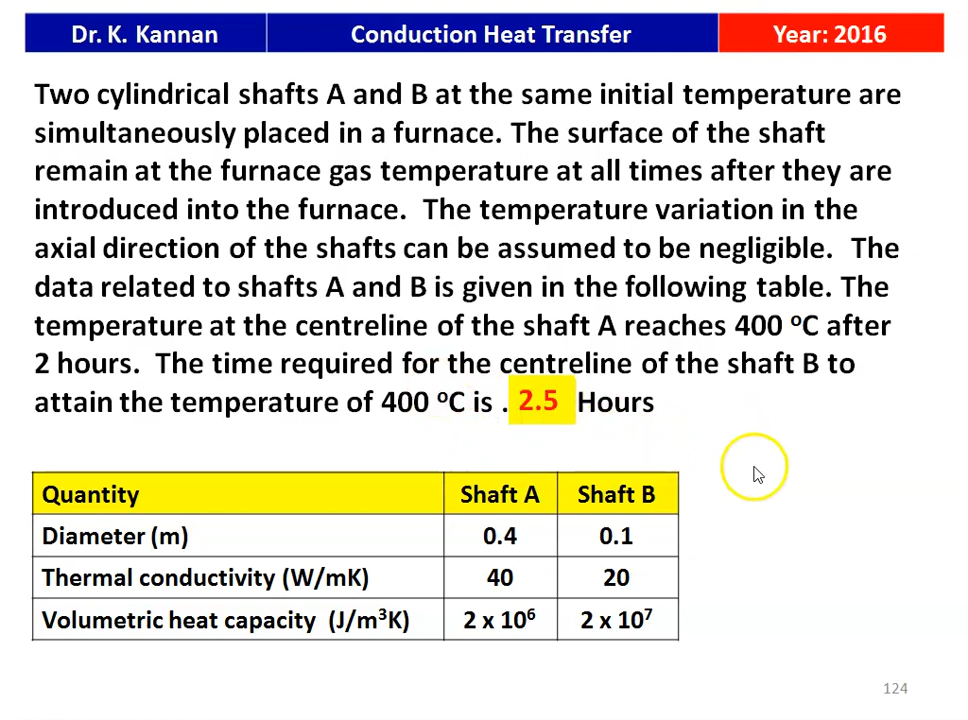 Dr. K. Kannan Conduction Heat Transfer Year: 2016
Two cylindrical shafts A and B at the same initial temperature are
simultaneously placed in a furnace. The surface of the shaft
remain at the furnace gas temperature at all times after they are
introduced into the furnace. The temperature variation in the
axial direction of the shafts can be assumed to be negligible. The
data related to shafts A and B is given in the following table. The
temperature at the centreline of the shaft A reaches 400 ᵒC after
2 hours. The time required for the centreline of the shaft B to
attain the temperature of 400 ᵒC is . 2.5 Hours
Quantity Shaft A Shaft B
Diameter (m) 0.4 0.1
Thermal conductivity (W/mK) 40 20
Volumetric heat capacity (J/m³K) 2 x 10⁶ 2 x 10⁷
124